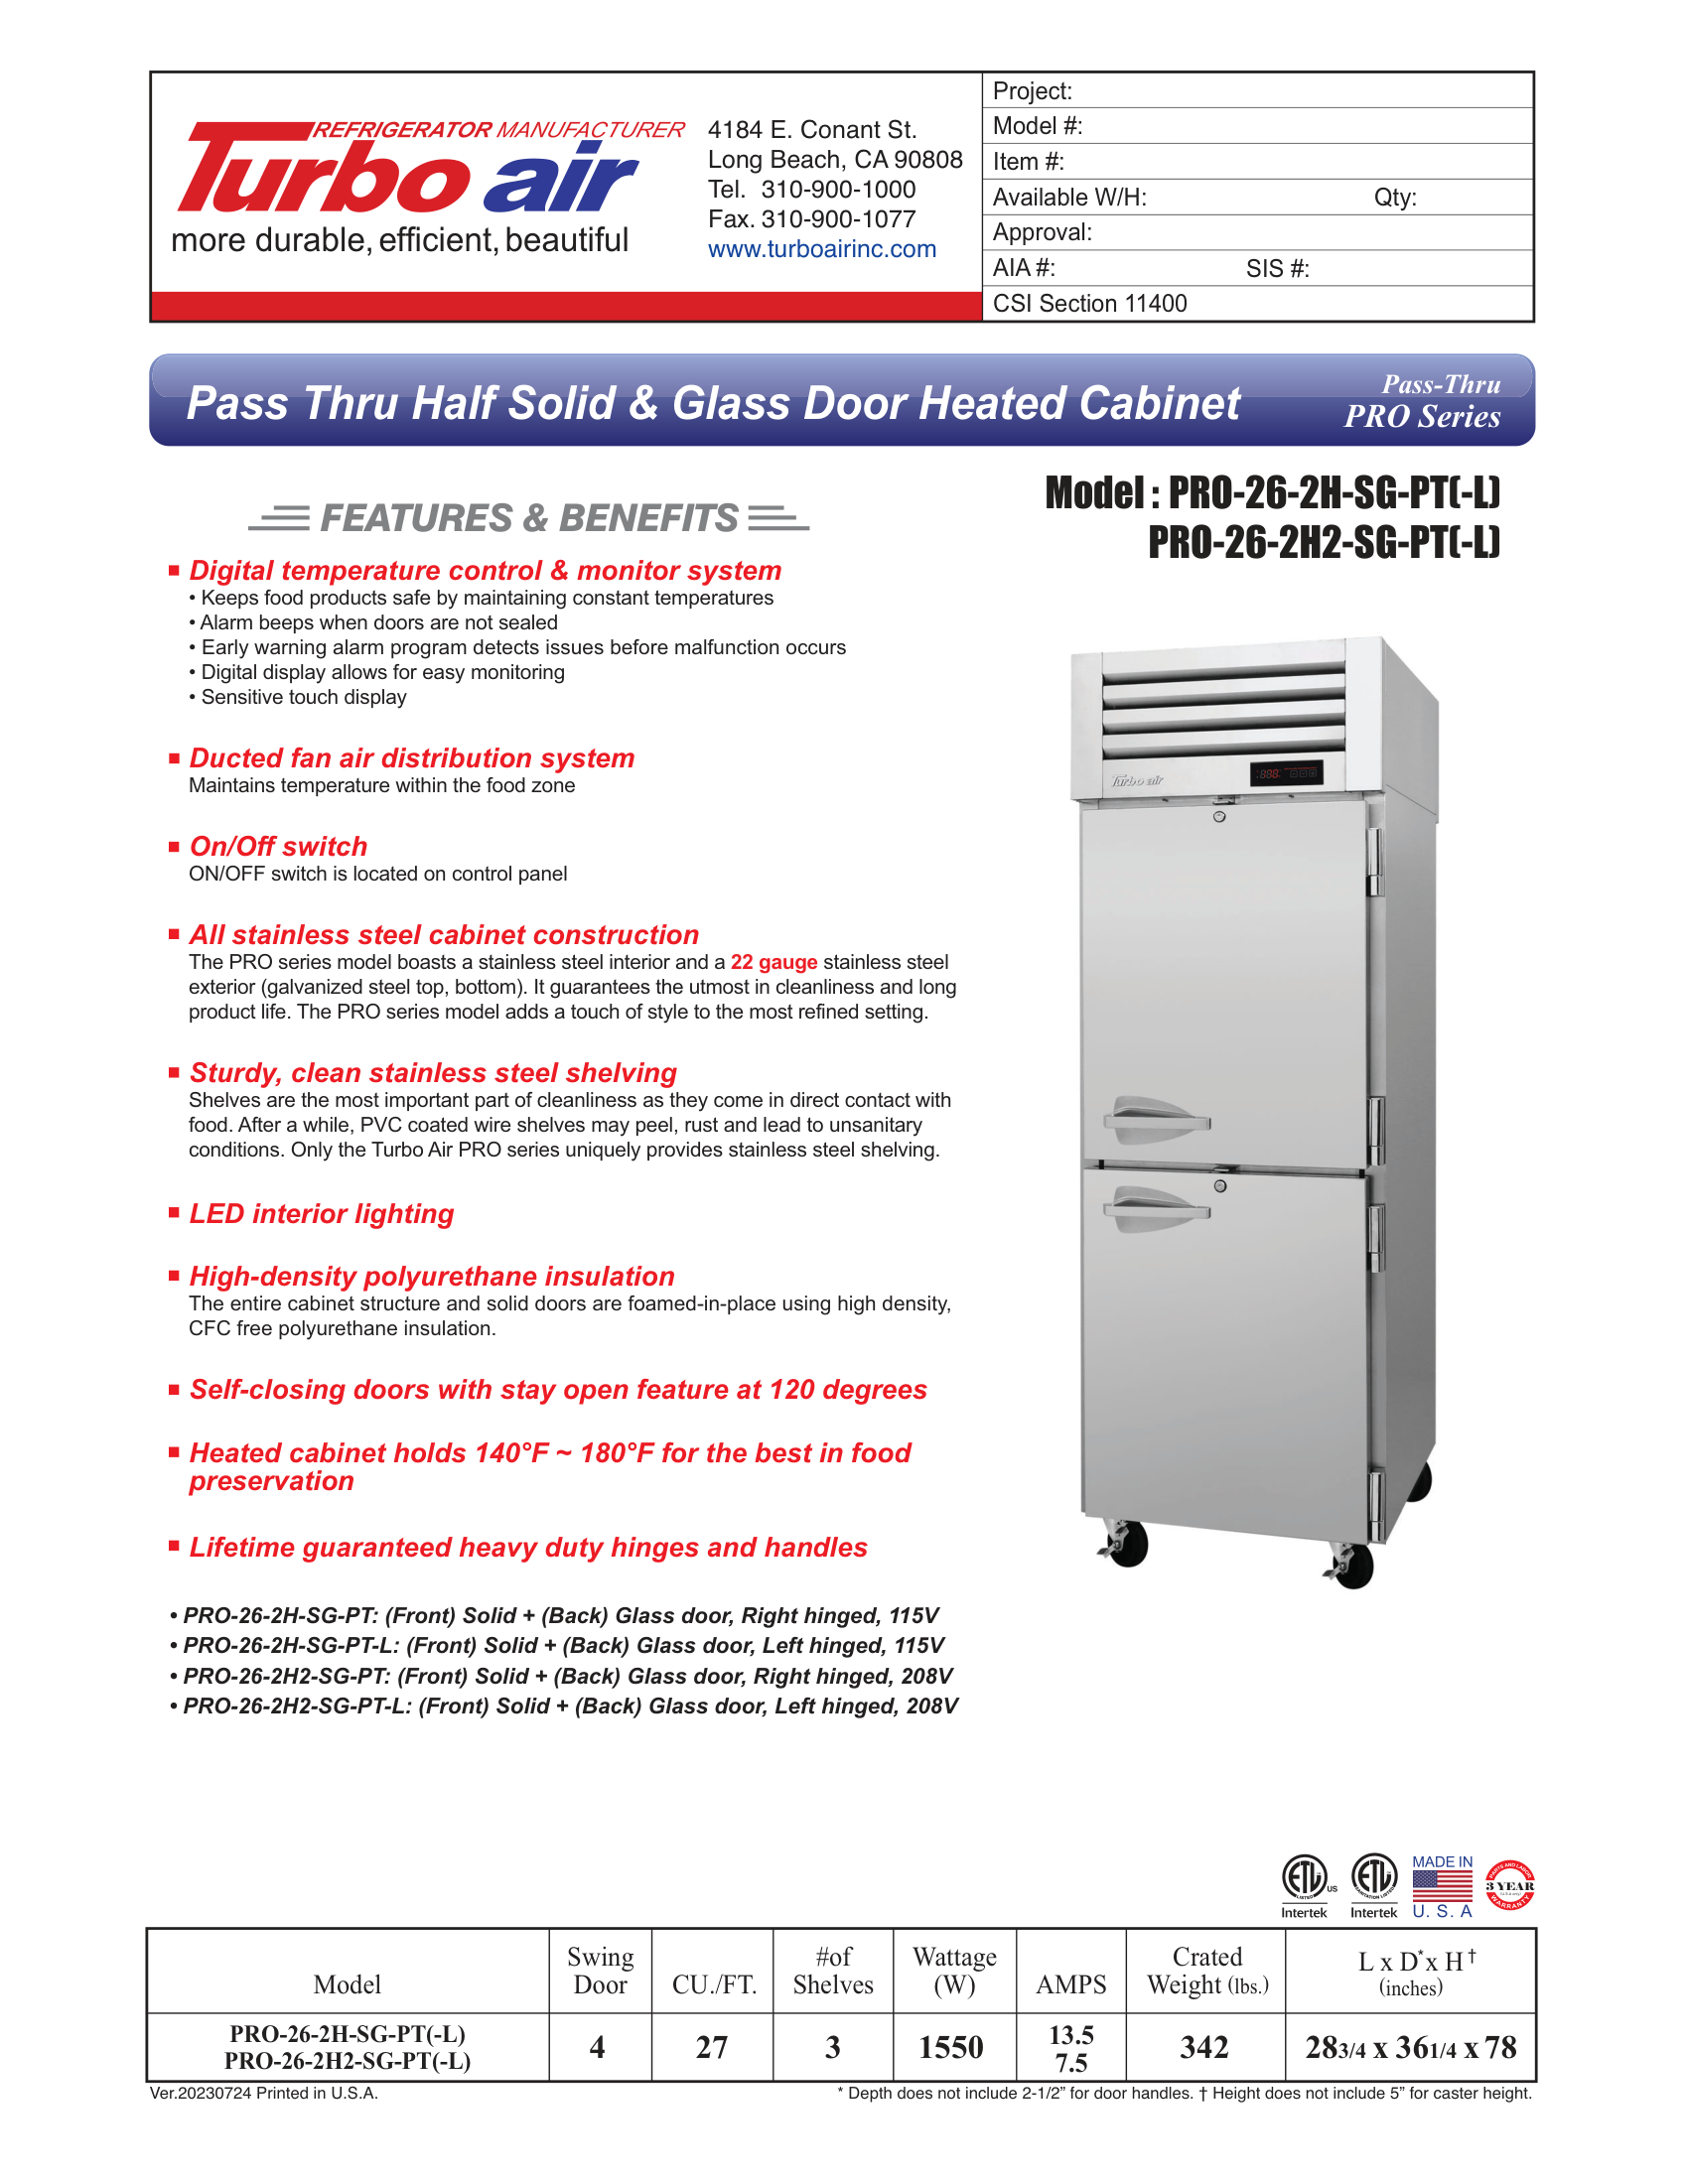 REFRIGERATOR MANUFACTURER
Turbo air
more durable, efficient, beautiful
4184 E. Conant St.
Long Beach, CA 90808
Tel. 310-900-1000
Fax. 310-900-1077
www.turboairinc.com
Project:
Model #:
Item #:
Available W/H: Qty:
Approval:
AIA #: SIS #:
CSI Section 11400
Pass Thru Half Solid & Glass Door Heated Cabinet
Pass-Thru
PRO Series
Model : PRO-26-2H-SG-PT(-L)
PRO-26-2H2-SG-PT(-L)
FEATURES & BENEFITS
Digital temperature control & monitor system
• Keeps food products safe by maintaining constant temperatures
• Alarm beeps when doors are not sealed
• Early warning alarm program detects issues before malfunction occurs
• Digital display allows for easy monitoring
• Sensitive touch display
Ducted fan air distribution system
Maintains temperature within the food zone
On/Off switch
ON/OFF switch is located on control panel
All stainless steel cabinet construction
The PRO series model boasts a stainless steel interior and a 22 gauge stainless steel
exterior (galvanized steel top, bottom). It guarantees the utmost in cleanliness and long
product life. The PRO series model adds a touch of style to the most refined setting.
Sturdy, clean stainless steel shelving
Shelves are the most important part of cleanliness as they come in direct contact with
food. After a while, PVC coated wire shelves may peel, rust and lead to unsanitary
conditions. Only the Turbo Air PRO series uniquely provides stainless steel shelving.
LED interior lighting
High-density polyurethane insulation
The entire cabinet structure and solid doors are foamed-in-place using high density,
CFC free polyurethane insulation.
Self-closing doors with stay open feature at 120 degrees
Heated cabinet holds 140°F ~ 180°F for the best in food
preservation
Lifetime guaranteed heavy duty hinges and handles
• PRO-26-2H-SG-PT: (Front) Solid + (Back) Glass door, Right hinged, 115V
• PRO-26-2H-SG-PT-L: (Front) Solid + (Back) Glass door, Left hinged, 115V
• PRO-26-2H2-SG-PT: (Front) Solid + (Back) Glass door, Right hinged, 208V
• PRO-26-2H2-SG-PT-L: (Front) Solid + (Back) Glass door, Left hinged, 208V
Turbo air
888
ETL LISTED US
Intertek
ETL SANITATION LISTED
Intertek
MADE IN
U. S. A
PARTS AND LABOR
3 YEAR
WARRANTY
Model
Swing
Door
CU./FT.
#of
Shelves
Wattage
(W)
AMPS
Crated
Weight (lbs.)
L x D* x H †
(inches)
PRO-26-2H-SG-PT(-L)
PRO-26-2H2-SG-PT(-L)
4
27
3
1550
13.5
7.5
342
28 3/4 x 36 1/4 x 78
Ver.20230724 Printed in U.S.A.
* Depth does not include 2-1/2” for door handles. † Height does not include 5” for caster height.